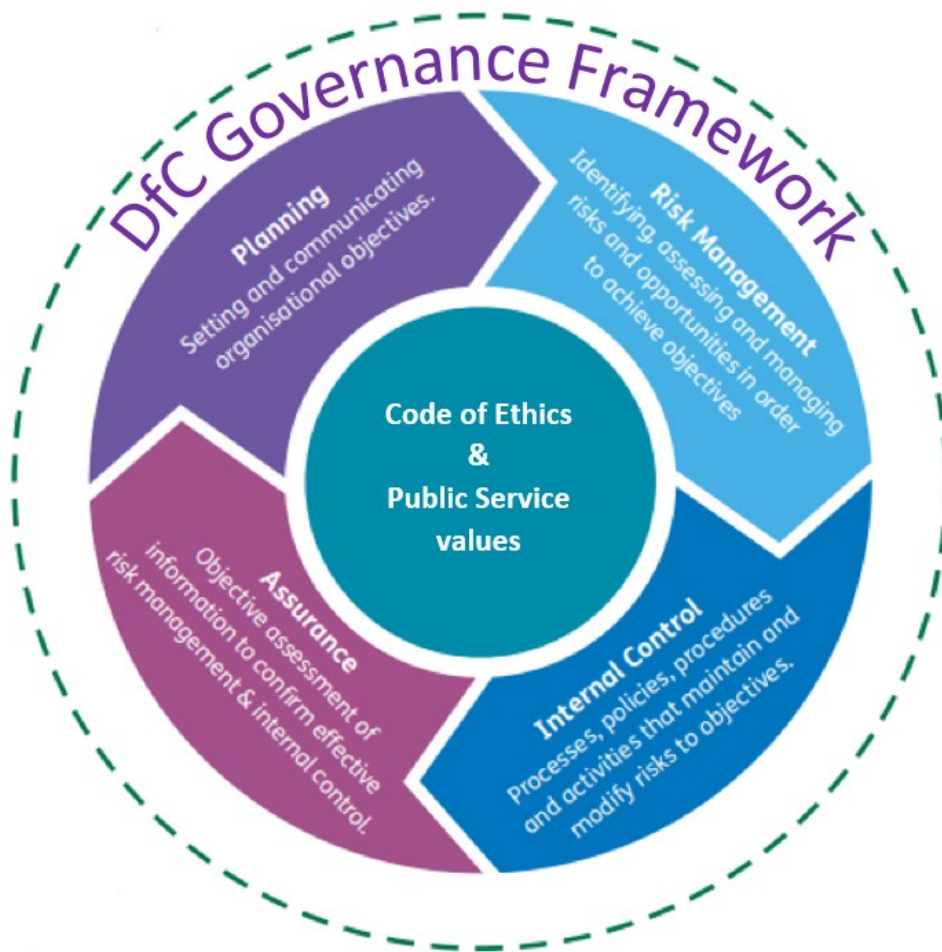 DfC Governance Framework
Planning
Setting and communicating
organisational objectives.
Risk Management
Identifying, assessing and managing
risks and opportunities in order
to achieve objectives
Code of Ethics
&
Public Service
values
Internal Control
Processes, policies, procedures
and activities that maintain and
modify risks to objectives.
Assurance
Objective assessment of
information to confirm effective
risk management & internal control.